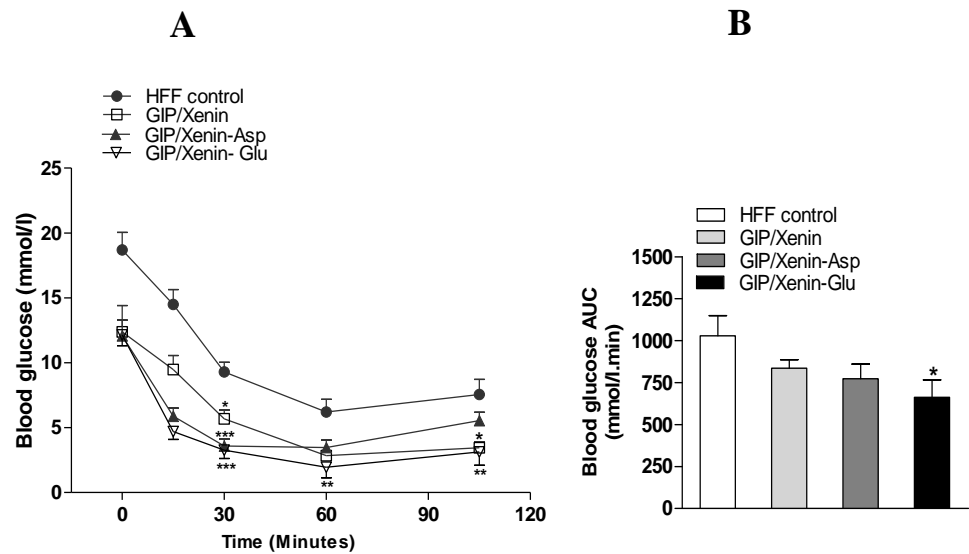 A
B
HFF control
GIP/Xenin
GIP/Xenin-Asp
GIP/Xenin- Glu
Blood glucose (mmol/l)
25
20
15
10
5
0
*
***
***
**
*
**
0
30
60
90
120
Time (Minutes)
HFF control
GIP/Xenin
GIP/Xenin-Asp
GIP/Xenin-Glu
Blood glucose AUC
(mmol/l.min)
1500
1250
1000
750
500
250
0
*